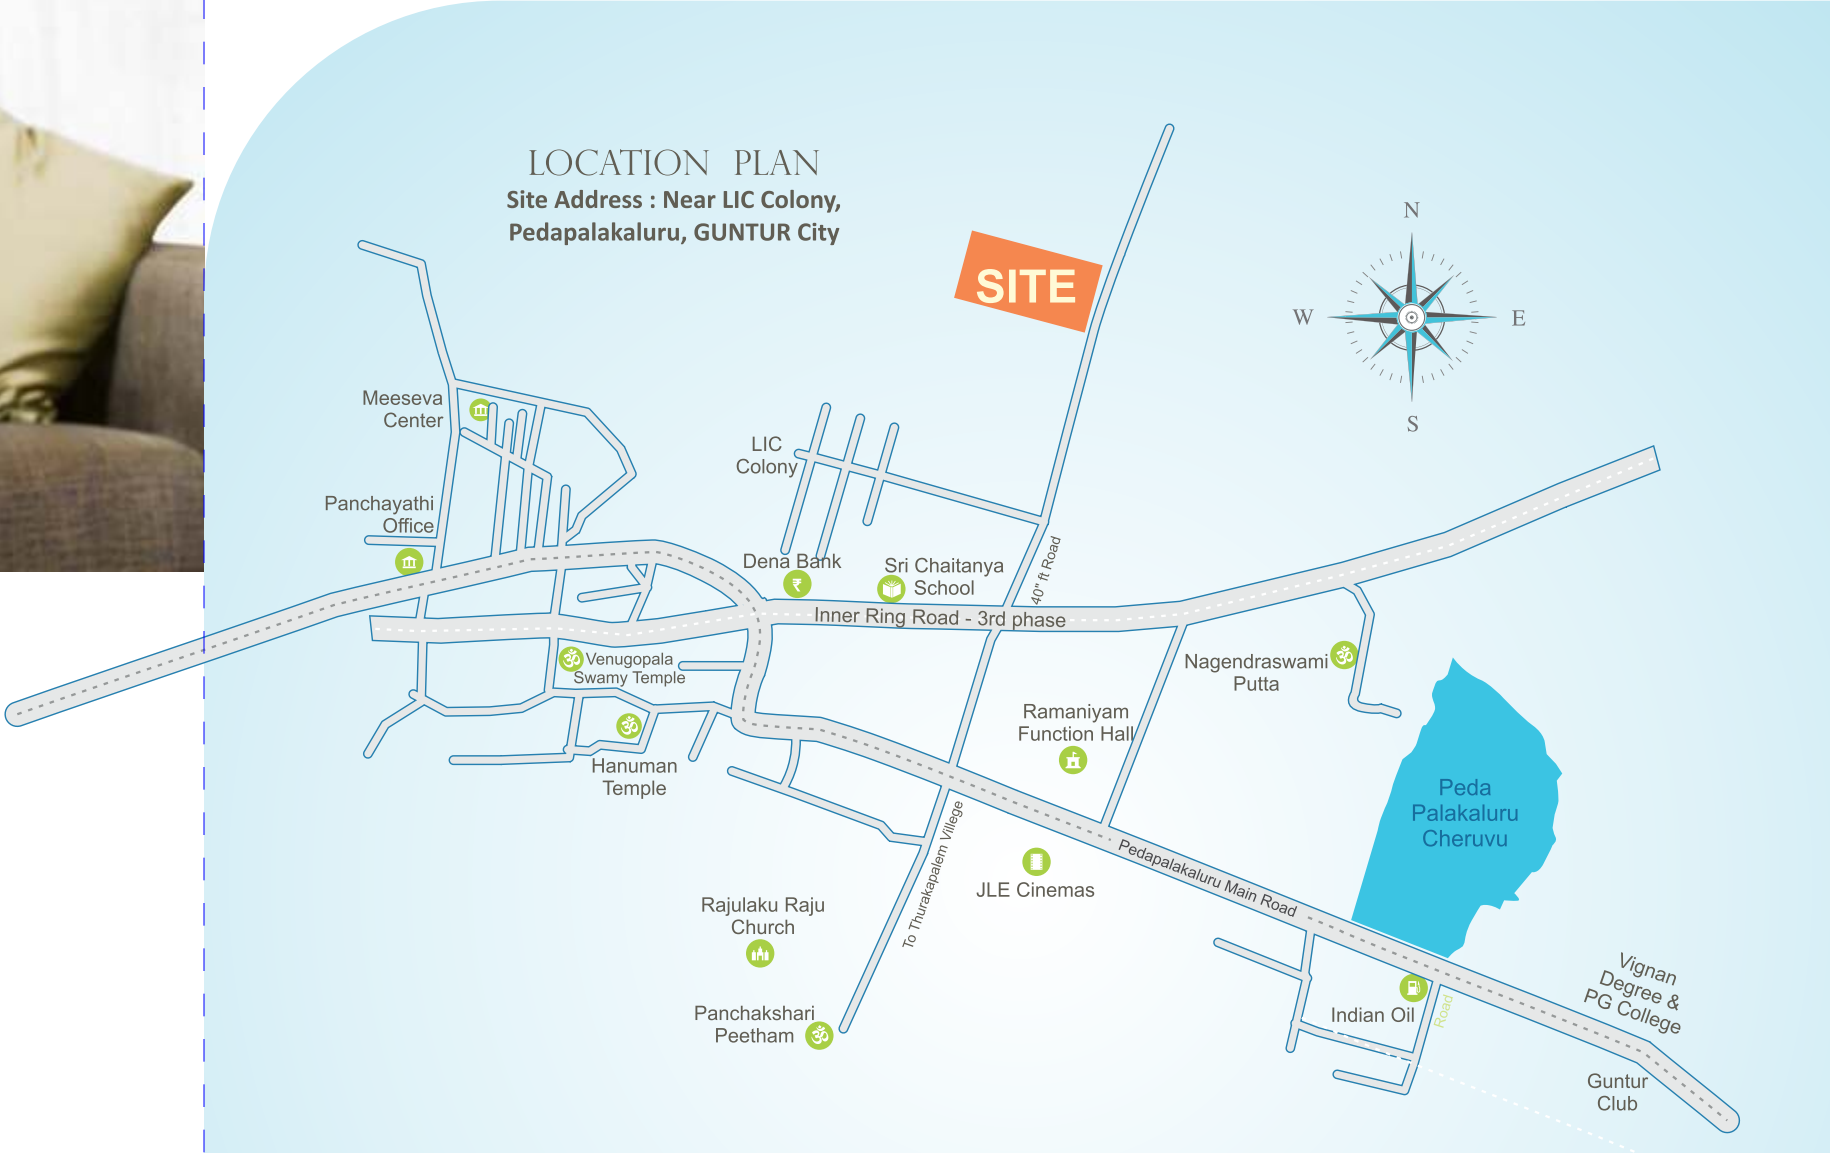 LOCATION PLAN
Site Address : Near LIC Colony,
Pedapalakaluru, GUNTUR City
SITE
N
W
E
S
Meeseva
Center
LIC
Colony
Panchayathi
Office
Dena Bank
Sri Chaitanya
School
40" ft Road
Inner Ring Road - 3rd phase
Venugopala
Swamy Temple
Nagendraswami
Putta
Ramaniyam
Function Hall
Hanuman
Temple
Peda
Palakaluru
Cheruvu
To Thurakapalem Villege
Pedapalakaluru Main Road
JLE Cinemas
Rajulaku Raju
Church
Panchakshari
Peetham
Indian Oil
Road
Vignan
Degree &
PG College
Guntur
Club